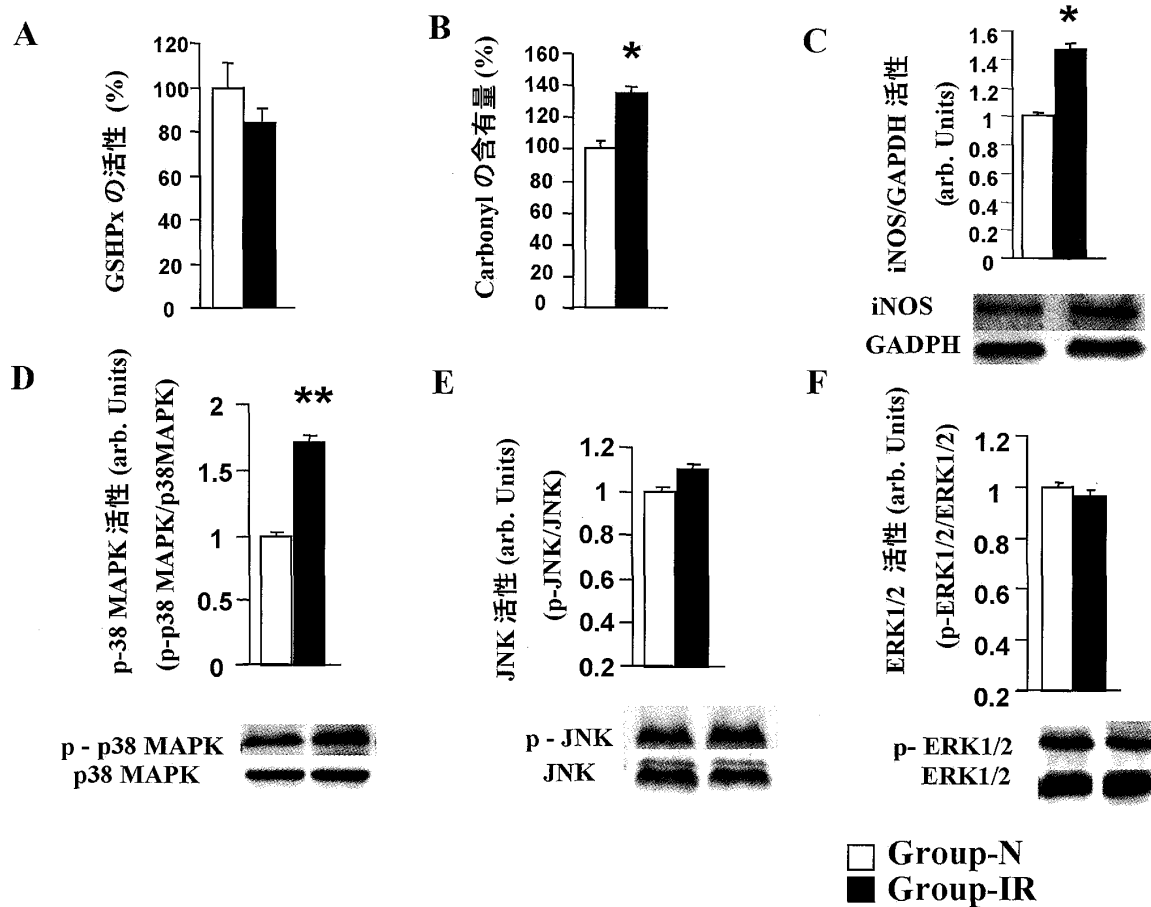 A
GSHPx の活性 (%)
120
100
80
60
40
20
0
B
Carbonyl の含有量 (%)
*
160
140
120
100
80
60
40
20
0
C
iNOS/GAPDH 活性
(arb. Units)
*
1.6
1.4
1.2
1
0.8
0.6
0.4
0.2
0
iNOS
GADPH
D
p-38 MAPK 活性 (arb. Units)
(p-p38 MAPK/p38MAPK)
**
2
1.5
1
0.5
0
p - p38 MAPK
p38 MAPK
E
JNK 活性 (arb. Units)
(p-JNK/JNK)
1.2
1
0.8
0.6
0.4
0.2
p - JNK
JNK
F
ERK1/2 活性 (arb. Units)
(p-ERK1/2/ERK1/2)
1.2
1
0.8
0.6
0.4
0.2
p- ERK1/2
ERK1/2
Group-N
Group-IR